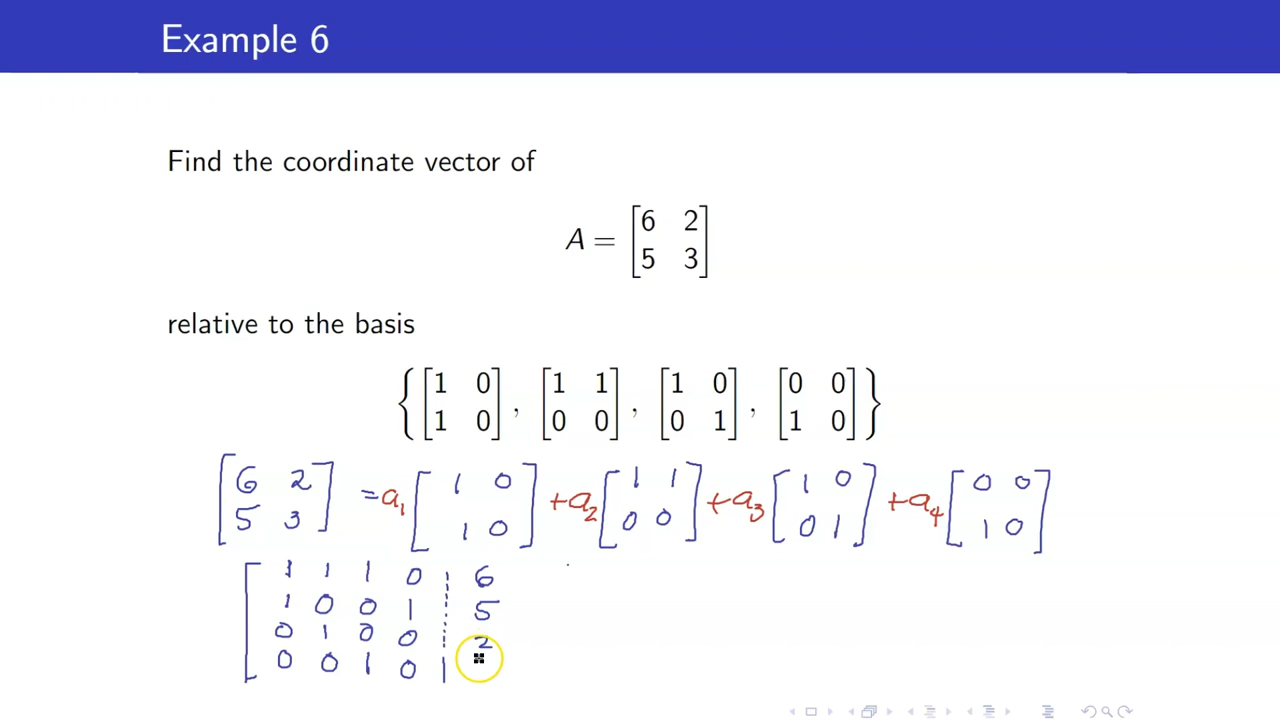 Example 6
Find the coordinate vector of
A = [6 2
5 3]
relative to the basis
{[1 0
1 0], [1 1
0 0], [1 0
0 1], [0 0
1 0]}
[6 2
5 3] = a₁ [1 0
1 0] + a₂ [1 1
0 0] + a₃ [1 0
0 1] + a₄ [0 0
1 0]
[1 1 1 0 ¦ 6
1 0 0 1 ¦ 5
0 1 0 0 ¦ 2
0 0 1 0 |